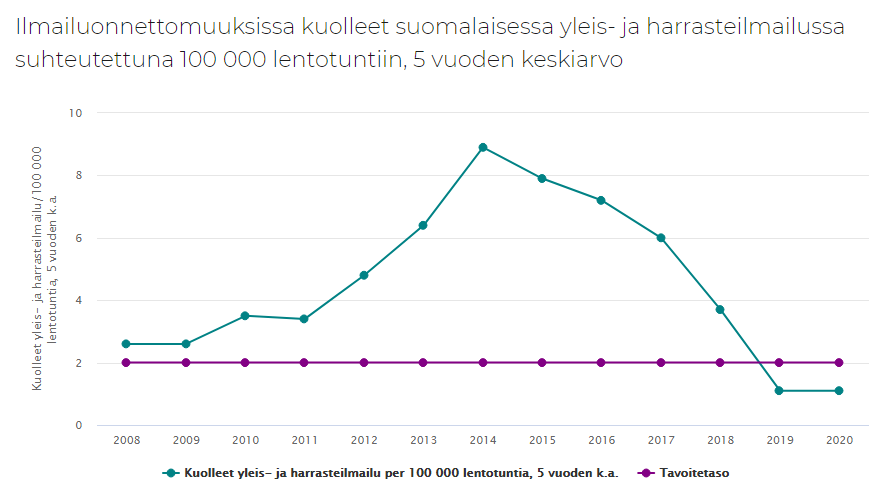 Ilmailuonnettomuuksissa kuolleet suomalaisessa yleis- ja harrasteilmailussa
suhteutettuna 100 000 lentotuntiin, 5 vuoden keskiarvo
Kuolleet yleis- ja harrasteilmailu/100 000
lentotuntia, 5 vuoden k.a.
10
8
6
4
2
0
2008 2009 2010 2011 2012 2013 2014 2015 2016 2017 2018 2019 2020
Kuolleet yleis- ja harrasteilmailu per 100 000 lentotuntia, 5 vuoden k.a. Tavoitetaso